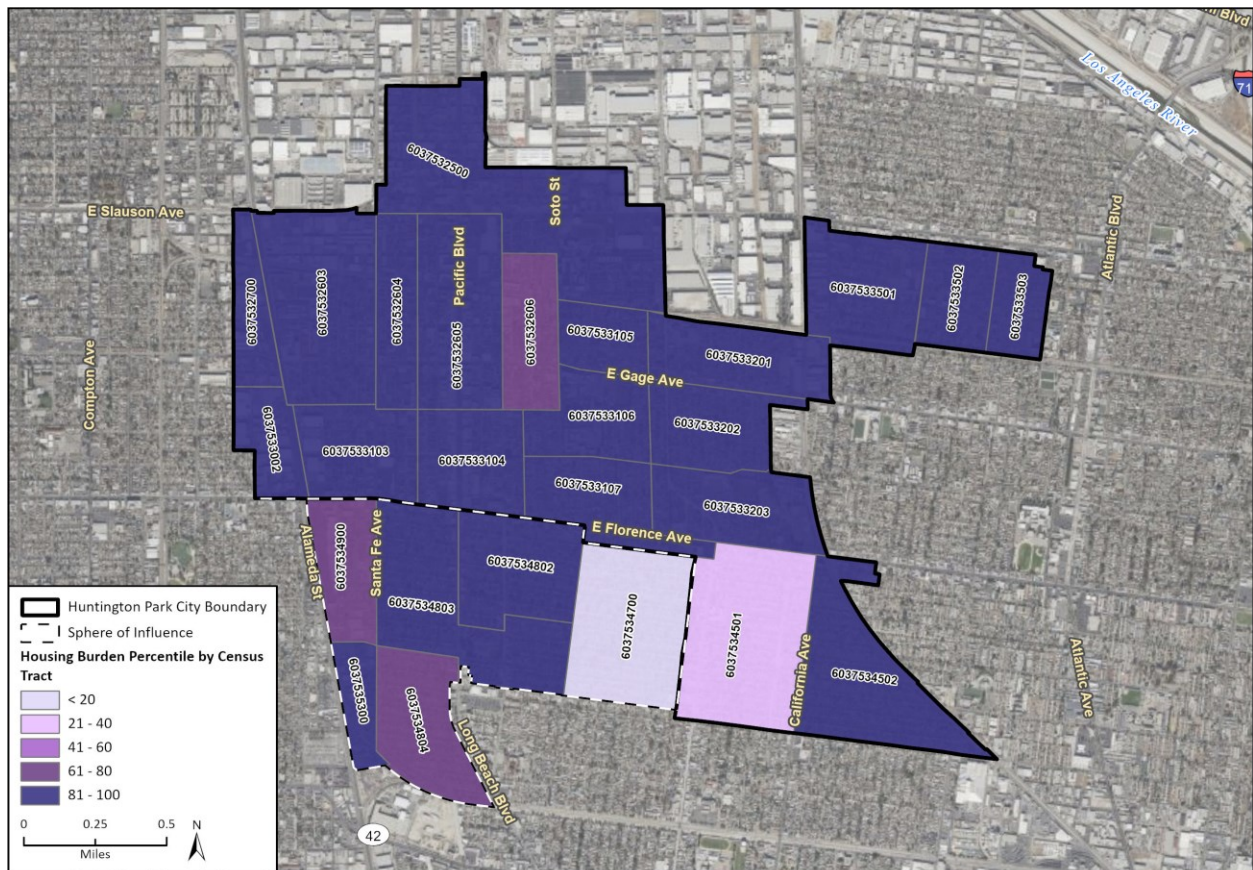 Los Angeles River
71
6037532500
E Slauson Ave
Soto St
Atlantic Blvd
Pacific Blvd
6037532700
6037532603
6037532604
6037532605
6037532606
6037533501
6037533502
6037533503
6037533105
6037533201
E Gage Ave
Compton Ave
6037533002
6037533103
6037533104
6037533106
6037533202
6037533107
6037533203
E Florence Ave
Alameda St
6037534900
Santa Fe Ave
6037534803
6037534802
6037534700
6037534501
California Ave
6037534502
Atlantic Ave
6037535300
6037534804
Long Beach Blvd
42
Huntington Park City Boundary
Sphere of Influence
Housing Burden Percentile by Census
Tract
< 20
21 - 40
41 - 60
61 - 80
81 - 100
0 0.25 0.5
Miles
N